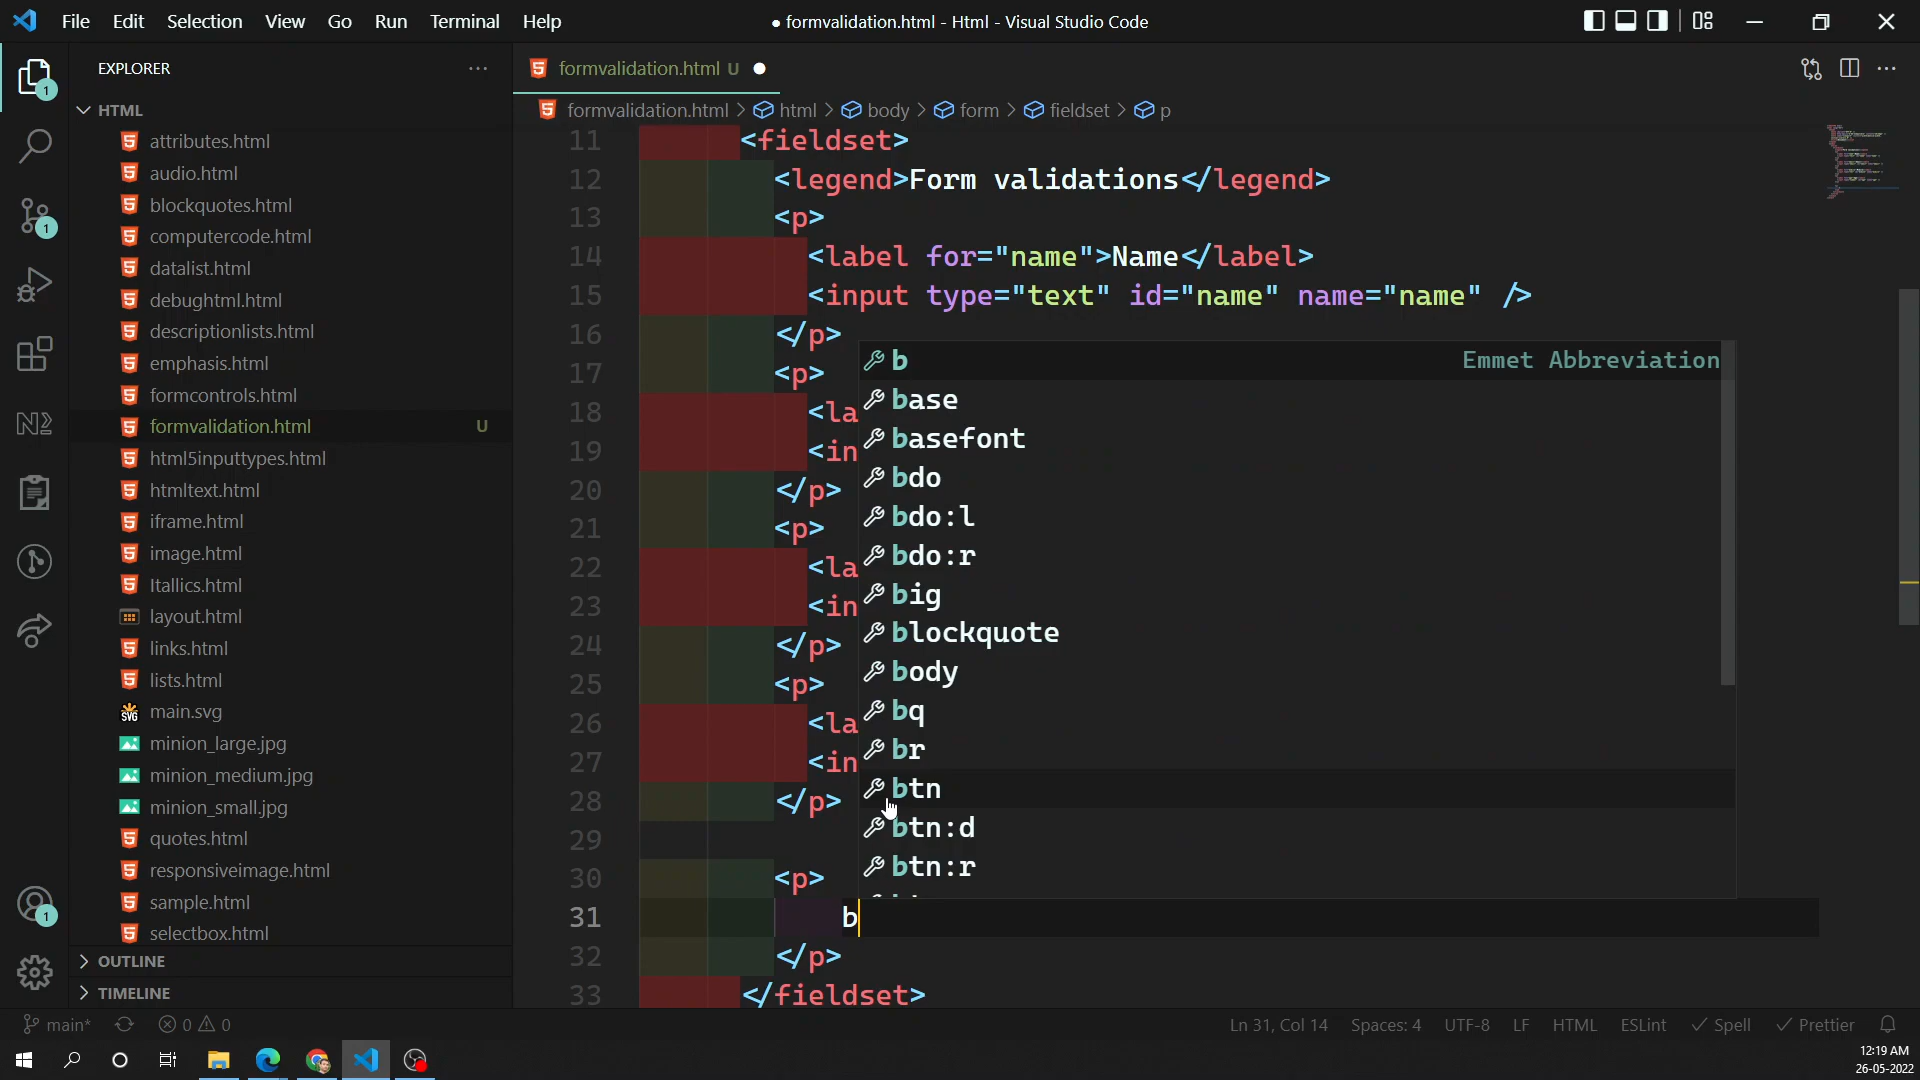 File Edit Selection View Go Run Terminal Help
● formvalidation.html - Html - Visual Studio Code
EXPLORER
HTML
attributes.html
audio.html
blockquotes.html
computercode.html
datalist.html
debughtml.html
descriptionlists.html
emphasis.html
formcontrols.html
formvalidation.html U
html5inputtypes.html
htmltext.html
iframe.html
image.html
Itallics.html
layout.html
links.html
lists.html
main.svg
minion_large.jpg
minion_medium.jpg
minion_small.jpg
quotes.html
responsiveimage.html
sample.html
selectbox.html
OUTLINE
TIMELINE
formvalidation.html U ●
formvalidation.html > html > body > form > fieldset > p
11 <fieldset>
12 <legend>Form validations</legend>
13 <p>
14 <label for="name">Name</label>
15 <input type="text" id="name" name="name" />
16 </p>
17 <p>
18 <la
19 <in
20 </p>
21 <p>
22 <la
23 <in
24 </p>
25 <p>
26 <la
27 <in
28 </p>
29
30 <p>
31 b
32 </p>
33 </fieldset>
b Emmet Abbreviation
base
basefont
bdo
bdo:l
bdo:r
big
blockquote
body
bq
br
btn
btn:d
btn:r
main* 0 0
Ln 31, Col 14 Spaces: 4 UTF-8 LF HTML ESLint Spell Prettier
12:19 AM
26-05-2022